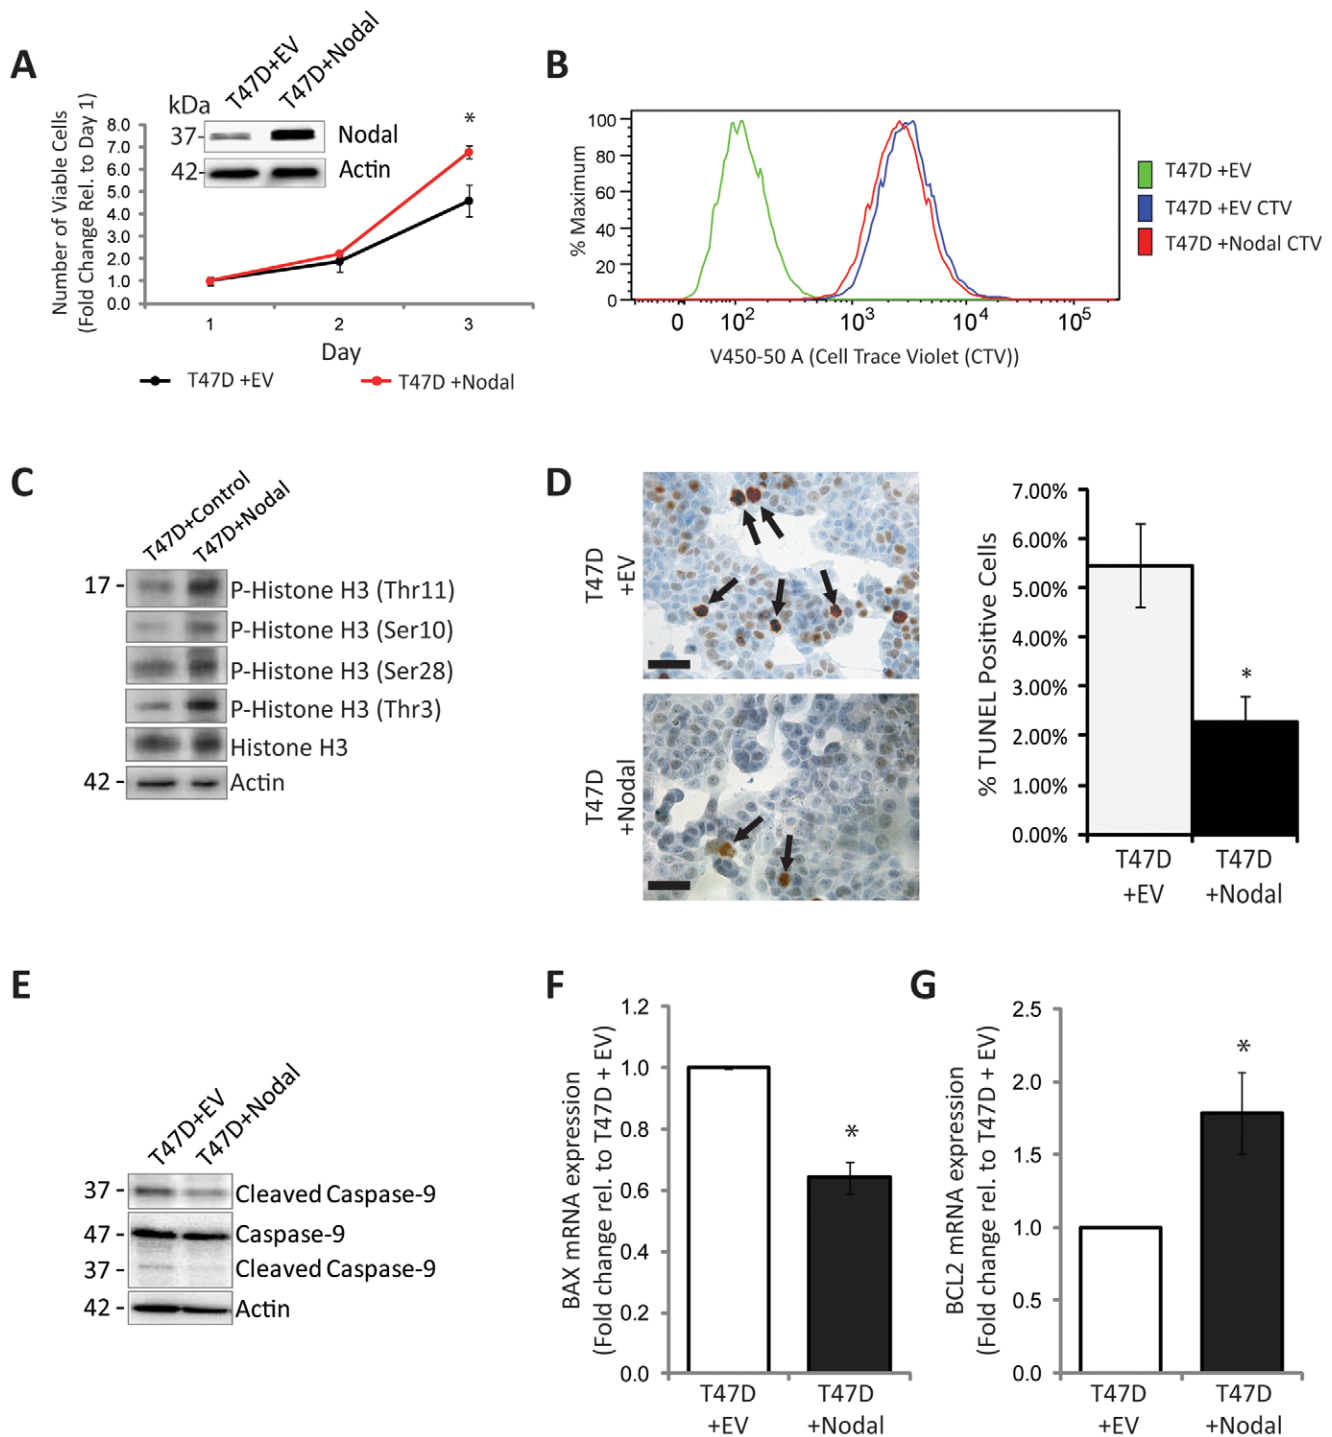 A
T47D+EV
T47D+Nodal
kDa
37-
Nodal
42-
Actin
Number of Viable Cells
(Fold Change Rel. to Day 1)
8.0
7.0
6.0
5.0
4.0
3.0
2.0
1.0
0.0
*
1
2
3
Day
T47D +EV
T47D +Nodal
B
% Maximum
100
80
60
40
20
0
0
10²
10³
10⁴
10⁵
V450-50 A (Cell Trace Violet (CTV))
T47D +EV
T47D +EV CTV
T47D +Nodal CTV
C
T47D+Control
T47D+Nodal
17 -
P-Histone H3 (Thr11)
P-Histone H3 (Ser10)
P-Histone H3 (Ser28)
P-Histone H3 (Thr3)
Histone H3
42 -
Actin
D
T47D
+EV
T47D
+Nodal
% TUNEL Positive Cells
7.00%
6.00%
5.00%
4.00%
3.00%
2.00%
1.00%
0.00%
*
T47D
+EV
T47D
+Nodal
E
T47D+EV
T47D+Nodal
37 -
Cleaved Caspase-9
47 -
Caspase-9
37 -
Cleaved Caspase-9
42 -
Actin
F
BAX mRNA expression
(Fold change rel. to T47D + EV)
1.2
1.0
0.8
0.6
0.4
0.2
0.0
*
T47D
+EV
T47D
+Nodal
G
BCL2 mRNA expression
(Fold change rel. to T47D + EV)
2.5
2.0
1.5
1.0
0.5
0.0
*
T47D
+EV
T47D
+Nodal